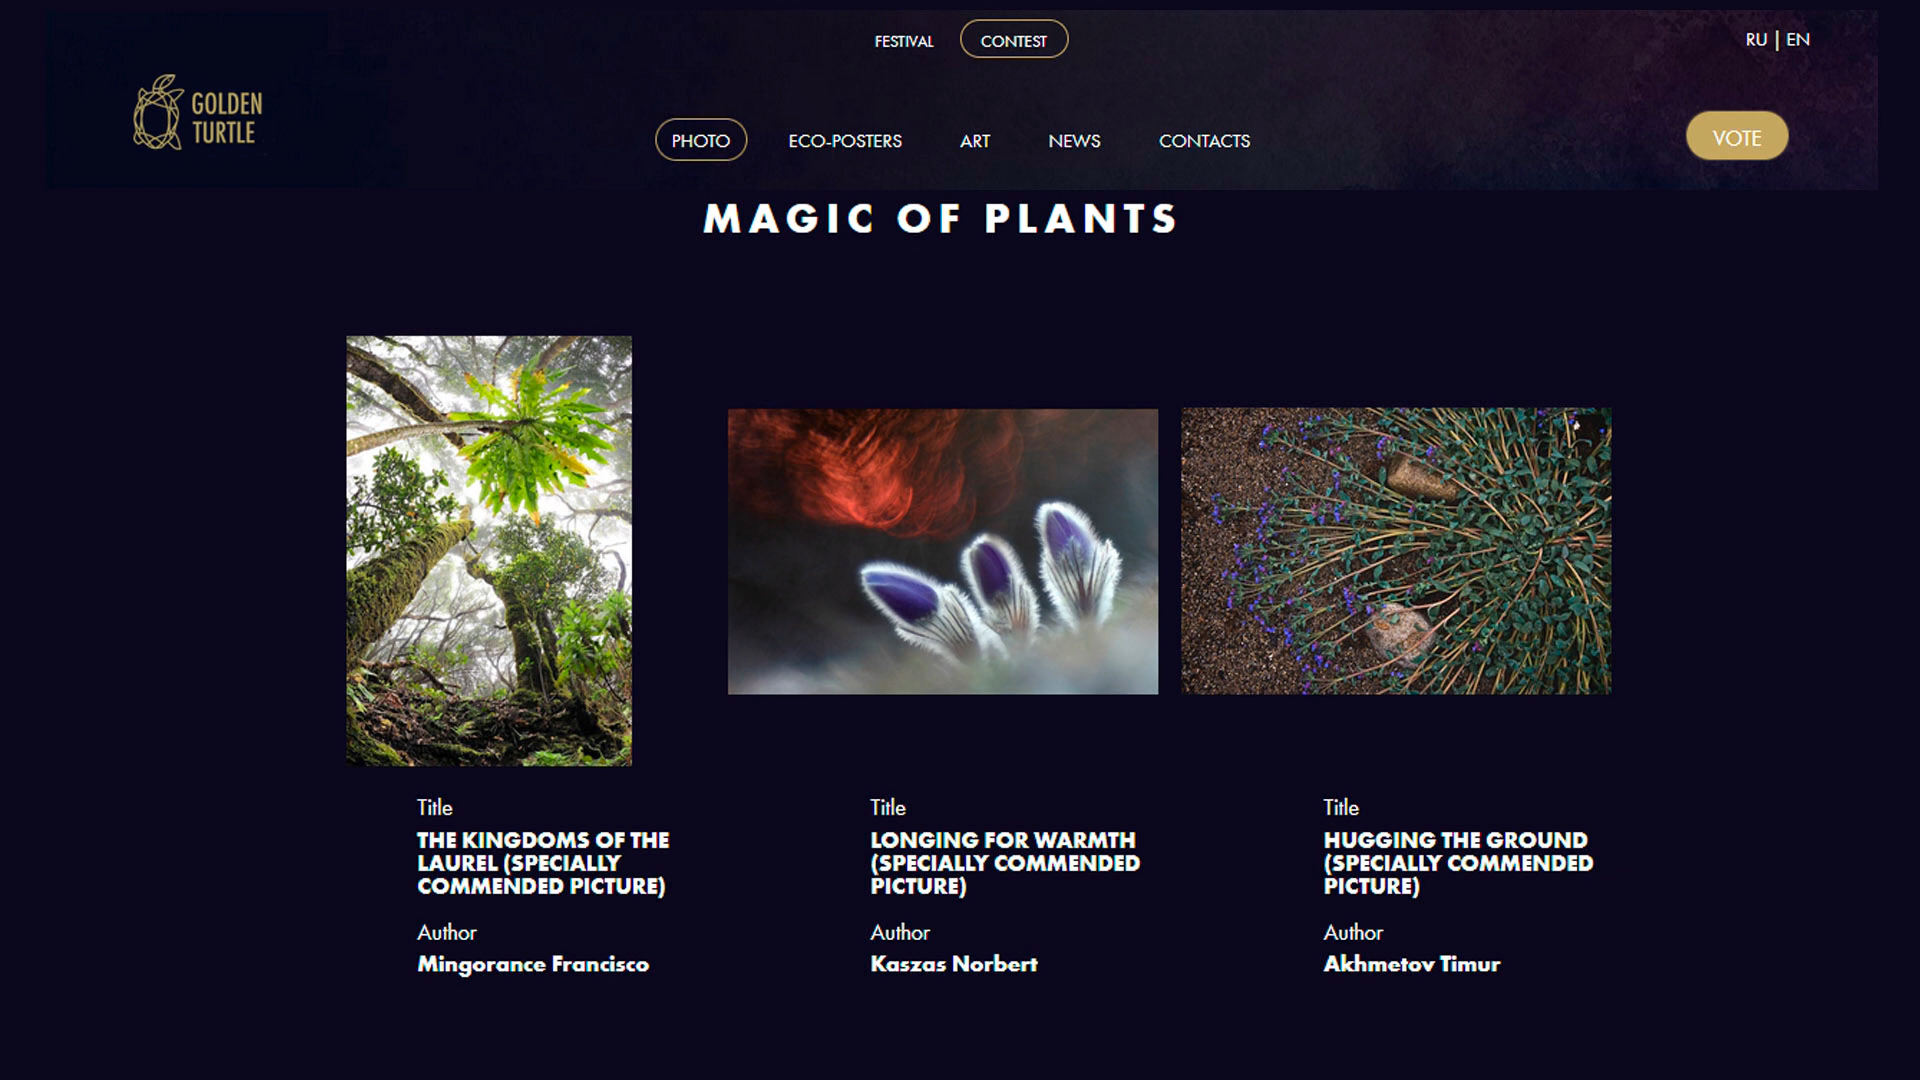 FESTIVAL CONTEST RU | EN
GOLDEN
TURTLE
PHOTO ECO-POSTERS ART NEWS CONTACTS VOTE
MAGIC OF PLANTS
Title
THE KINGDOMS OF THE
LAUREL (SPECIALLY
COMMENDED PICTURE)
Author
Mingorance Francisco
Title
LONGING FOR WARMTH
(SPECIALLY COMMENDED
PICTURE)
Author
Kaszas Norbert
Title
HUGGING THE GROUND
(SPECIALLY COMMENDED
PICTURE)
Author
Akhmetov Timur